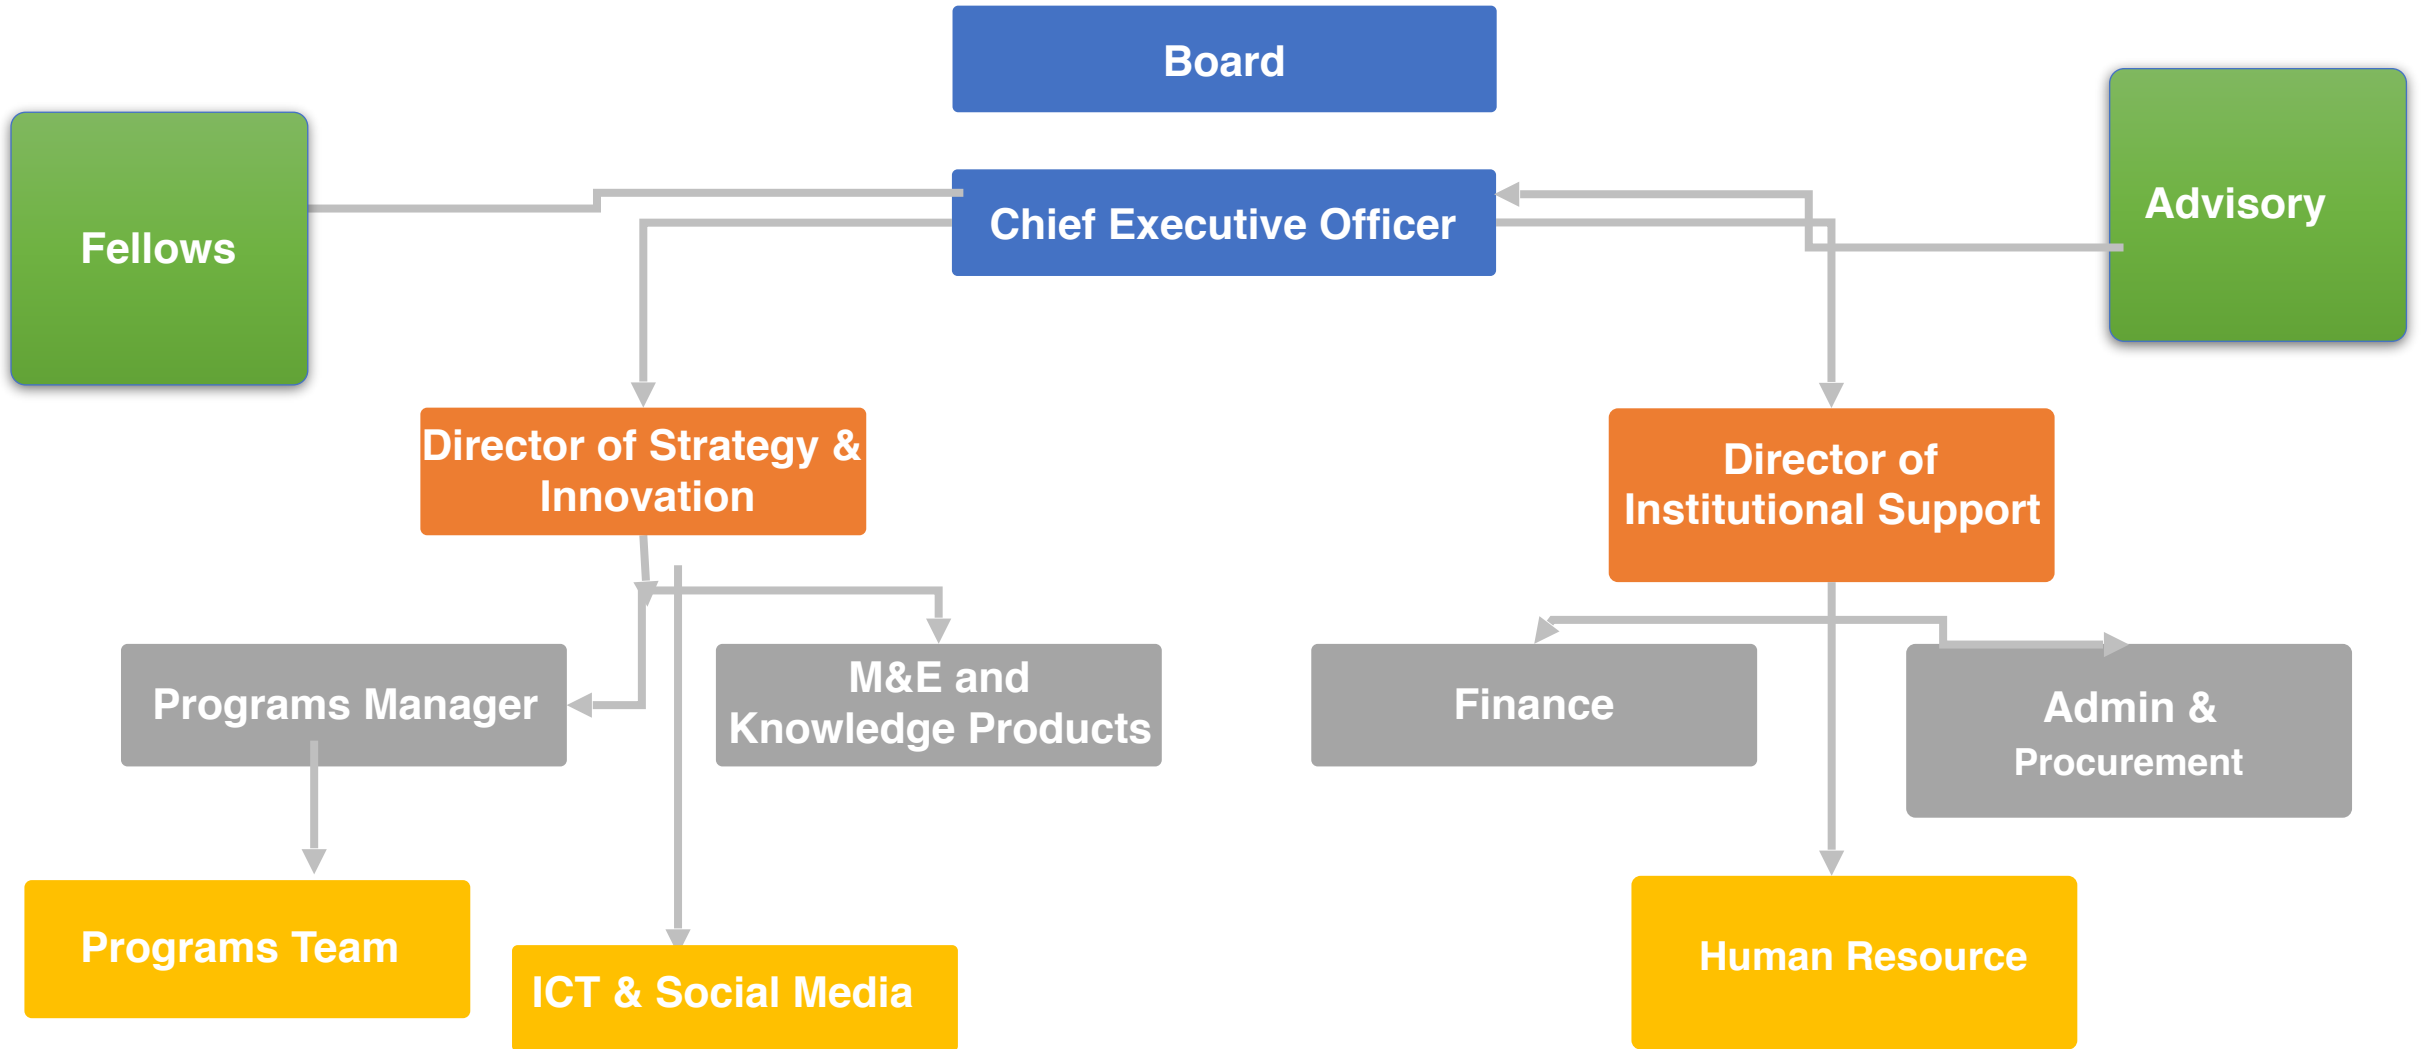 Board
Fellows
Chief Executive Officer
Advisory
Director of Strategy &
Innovation
Director of
Institutional Support
Programs Manager
M&E and
Knowledge Products
Finance
Admin &
Procurement
Programs Team
ICT & Social Media
Human Resource